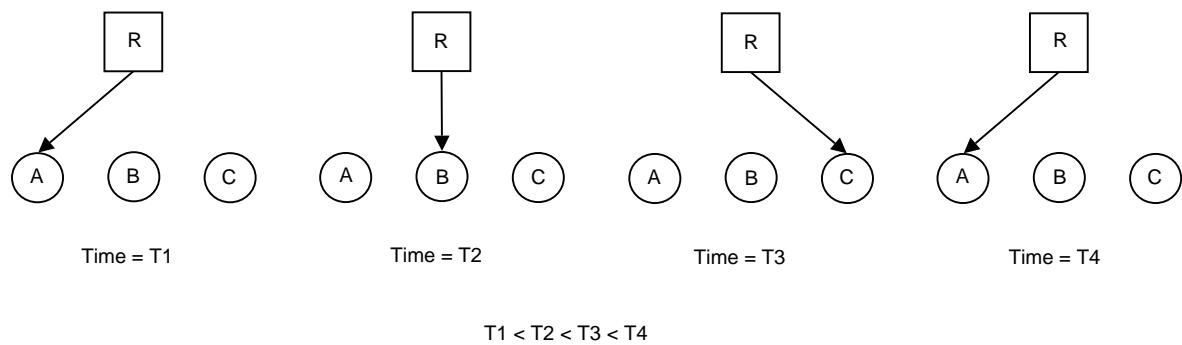 R R R R
A B C A B C A B C A B C
Time = T1 Time = T2 Time = T3 Time = T4
T1 < T2 < T3 < T4